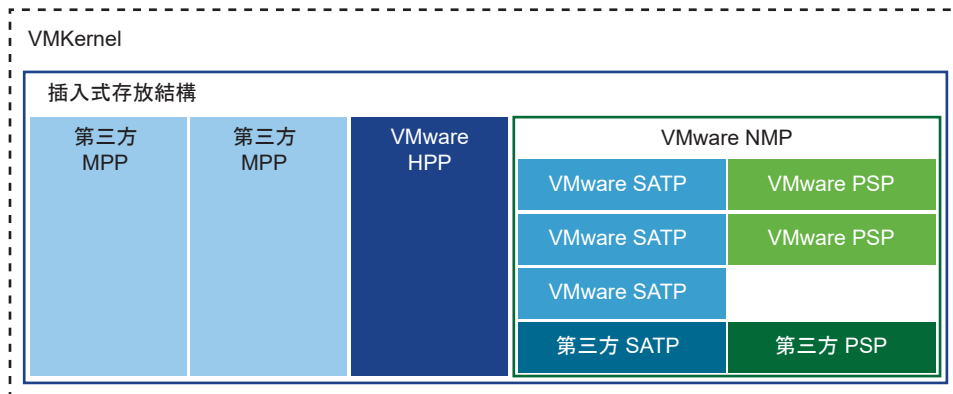 VMKernel
插入式存放結構
第三方
MPP
第三方
MPP
VMware
HPP
VMware NMP
VMware SATP
VMware PSP
VMware SATP
VMware PSP
VMware SATP
第三方 SATP
第三方 PSP